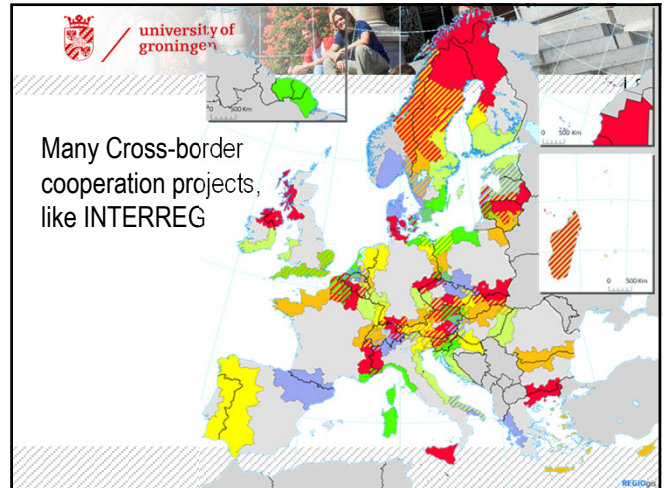 university of
groningen
0 500 Km
0 500 Km
Many Cross-border
cooperation projects,
like INTERREG
0 500 Km
REGIOgis